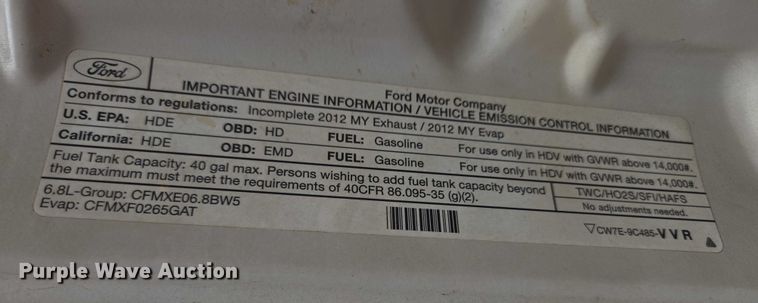 Ford
Ford Motor Company
IMPORTANT ENGINE INFORMATION / VEHICLE EMISSION CONTROL INFORMATION
Conforms to regulations: Incomplete 2012 MY Exhaust / 2012 MY Evap
U.S. EPA: HDE OBD: HD FUEL: Gasoline For use only in HDV with GVWR above 14,000#.
California: HDE OBD: EMD FUEL: Gasoline For use only in HDV with GVWR above 14,000#.
Fuel Tank Capacity: 40 gal max. Persons wishing to add fuel tank capacity beyond
the maximum must meet the requirements of 40CFR 86.095-35 (g)(2).
TWC/HO2S/SFI/HAFS
No adjustments needed.
6.8L-Group: CFMXE06.8BW5
Evap: CFMXF0265GAT
▽CW7E-9C485-VVR
Purple Wave Auction